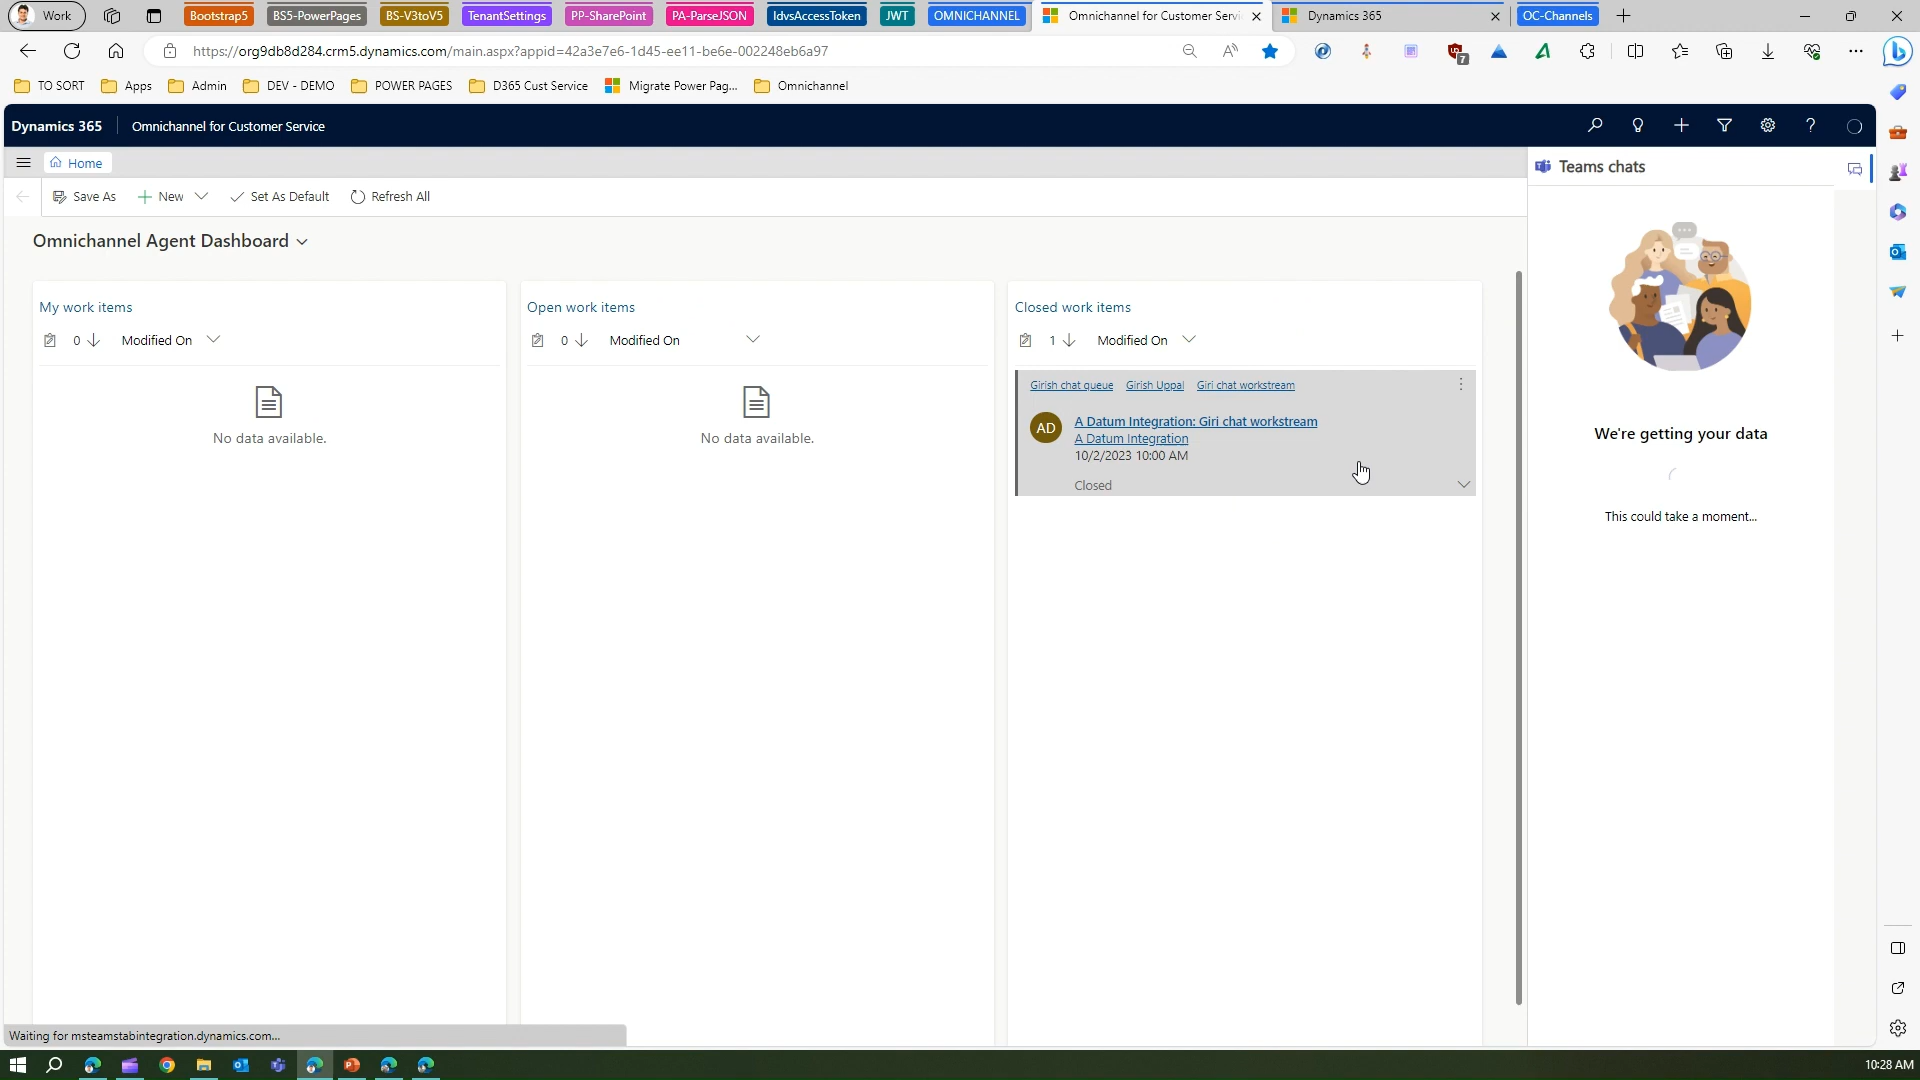 Work
Bootstrap5
BS5-PowerPages
BS-V3toV5
TenantSettings
PP-SharePoint
PA-ParseJSON
IdvsAccessToken
JWT
OMNICHANNEL
Omnichannel for Customer Servi
Dynamics 365
OC-Channels
https://org9db8d284.crm5.dynamics.com/main.aspx?appid=42a3e7e6-1d45-ee11-be6e-002248eb6a97
7
TO SORT
Apps
Admin
DEV - DEMO
POWER PAGES
D365 Cust Service
Migrate Power Pag...
Omnichannel
Dynamics 365
Omnichannel for Customer Service
Home
Teams chats
Save As
New
Set As Default
Refresh All
Omnichannel Agent Dashboard
My work items
0
Modified On
No data available.
Open work items
0
Modified On
No data available.
Closed work items
1
Modified On
Girish chat queue Girish Uppal Giri chat workstream
AD
A Datum Integration: Giri chat workstream
A Datum Integration
10/2/2023 10:00 AM
Closed
We're getting your data
This could take a moment...
Waiting for msteamstabintegration.dynamics.com...
10:28 AM